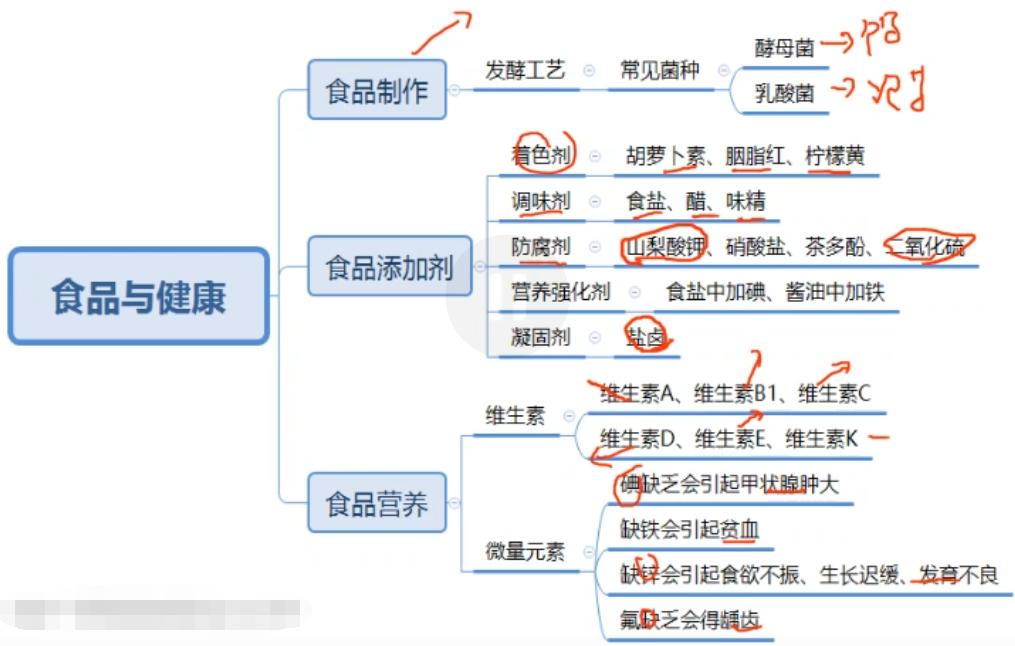 食品与健康
食品制作
发酵工艺
常见菌种
酵母菌
乳酸菌
食品添加剂
着色剂
胡萝卜素、胭脂红、柠檬黄
调味剂
食盐、醋、味精
防腐剂
山梨酸钾、硝酸盐、茶多酚、二氧化硫
营养强化剂
食盐中加碘、酱油中加铁
凝固剂
盐卤
食品营养
维生素
维生素A、维生素B1、维生素C
维生素D、维生素E、维生素K
微量元素
碘缺乏会引起甲状腺肿大
缺铁会引起贫血
缺锌会引起食欲不振、生长迟缓、发育不良
氟缺乏会得龋齿